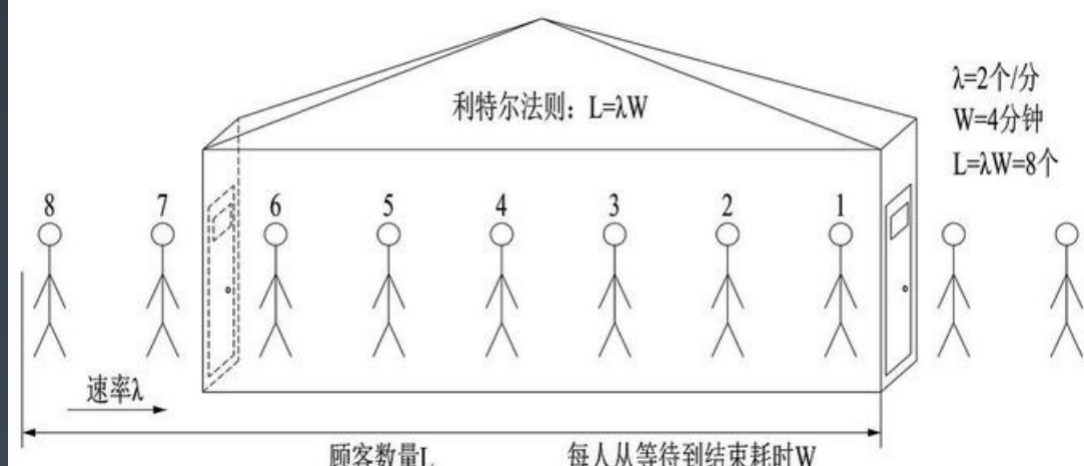 利特尔法则：L=λW
λ=2个/分
W=4分钟
L=λW=8个
8 7 6 5 4 3 2 1
速率λ
顾客数量L 每人从等待到结束耗时W